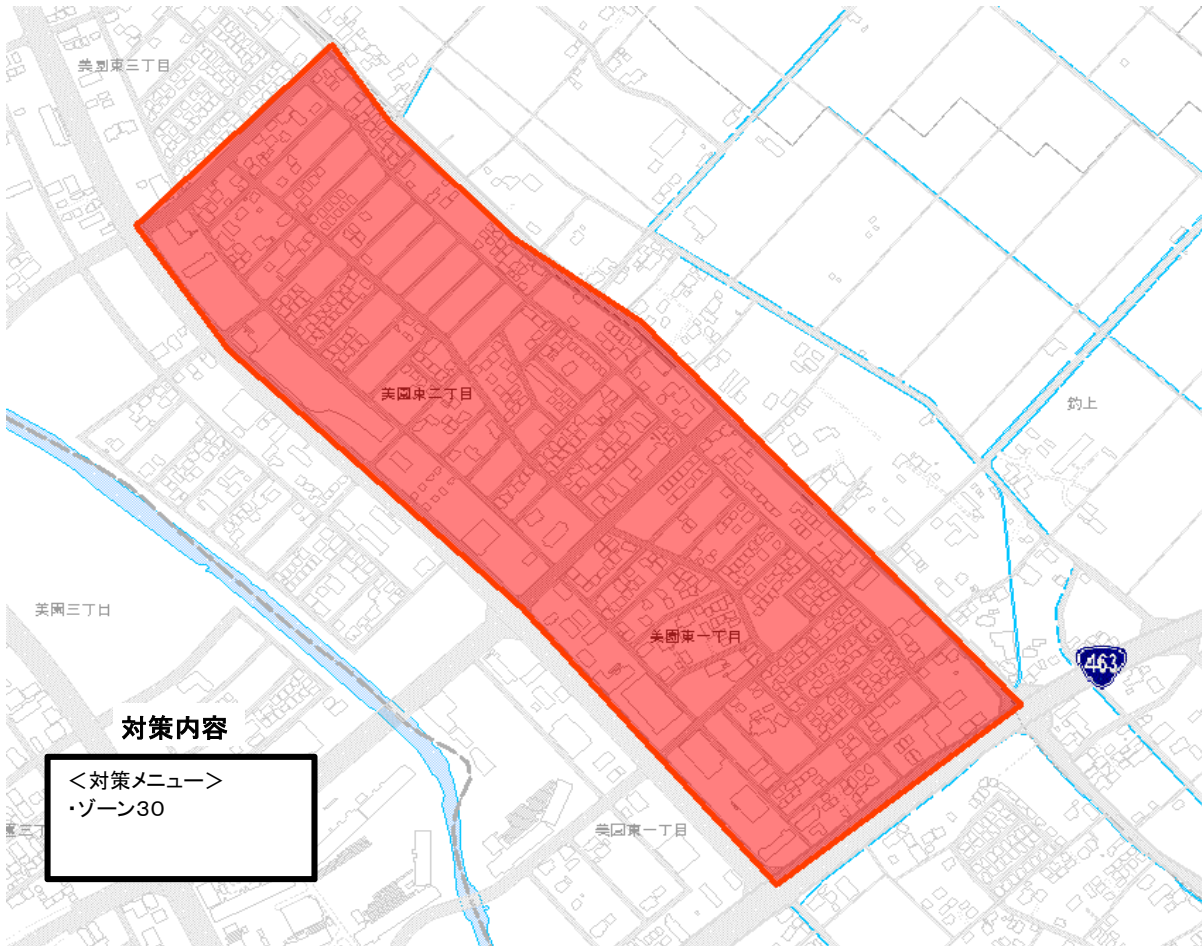 美園東三丁目
美園東二丁目
釣上
美園三丁目
美園東一丁目
463
対策内容
<対策メニュー>
・ゾーン30
美園東一丁目